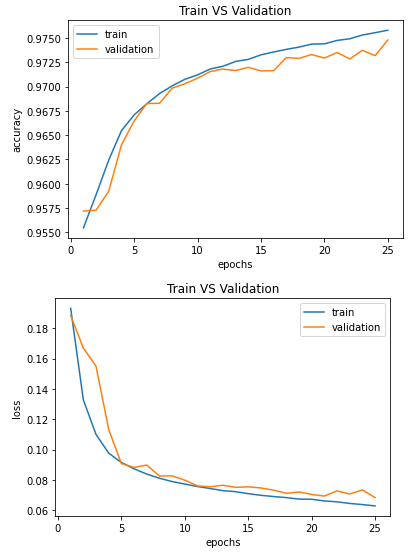 Train VS Validation
train
validation
0.9750
0.9725
0.9700
0.9675
0.9650
0.9625
0.9600
0.9575
0.9550
accuracy
0 5 10 15 20 25
epochs
Train VS Validation
train
validation
0.18
0.16
0.14
0.12
0.10
0.08
0.06
loss
0 5 10 15 20 25
epochs